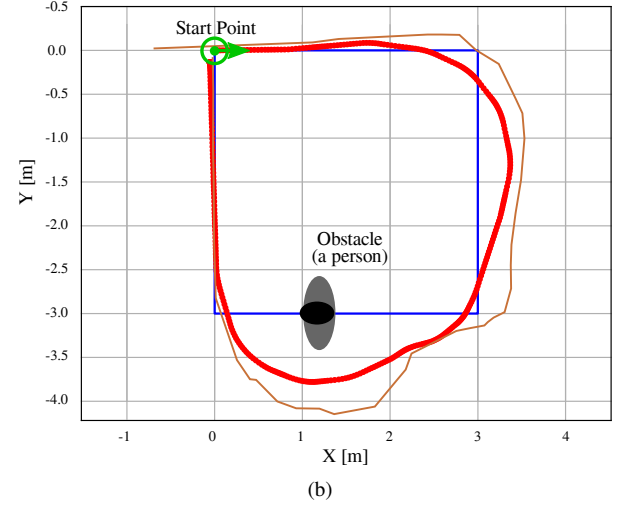 -0.5
Start Point
0.0
-0.5
-1.0
-1.5
Y [m]
-2.0
Obstacle
(a person)
-2.5
-3.0
-3.5
-4.0
-1 0 1 2 3 4
X [m]
(b)